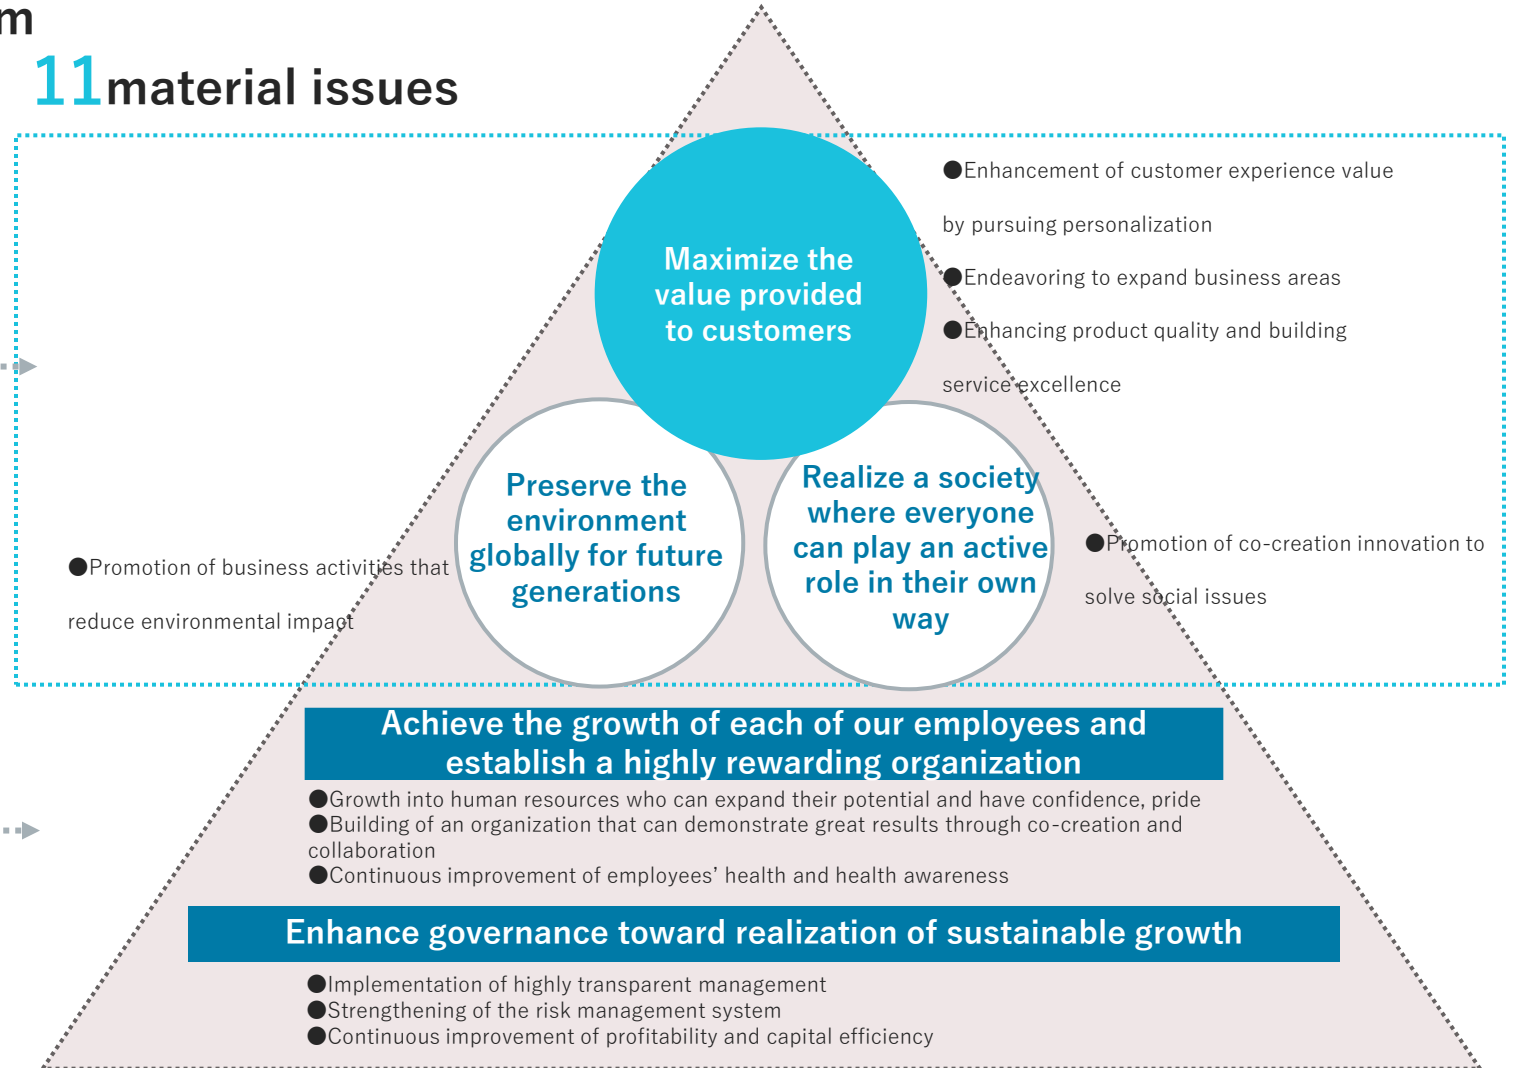 m
11 material issues
●Enhancement of customer experience value
by pursuing personalization
●Endeavoring to expand business areas
●Enhancing product quality and building
service excellence
Maximize the
value provided
to customers
Preserve the
environment
globally for future
generations
Realize a society
where everyone
can play an active
role in their own
way
●Promotion of business activities that
reduce environmental impact
●Promotion of co-creation innovation to
solve social issues
Achieve the growth of each of our employees and
establish a highly rewarding organization
●Growth into human resources who can expand their potential and have confidence, pride
●Building of an organization that can demonstrate great results through co-creation and
collaboration
●Continuous improvement of employees’ health and health awareness
Enhance governance toward realization of sustainable growth
●Implementation of highly transparent management
●Strengthening of the risk management system
●Continuous improvement of profitability and capital efficiency